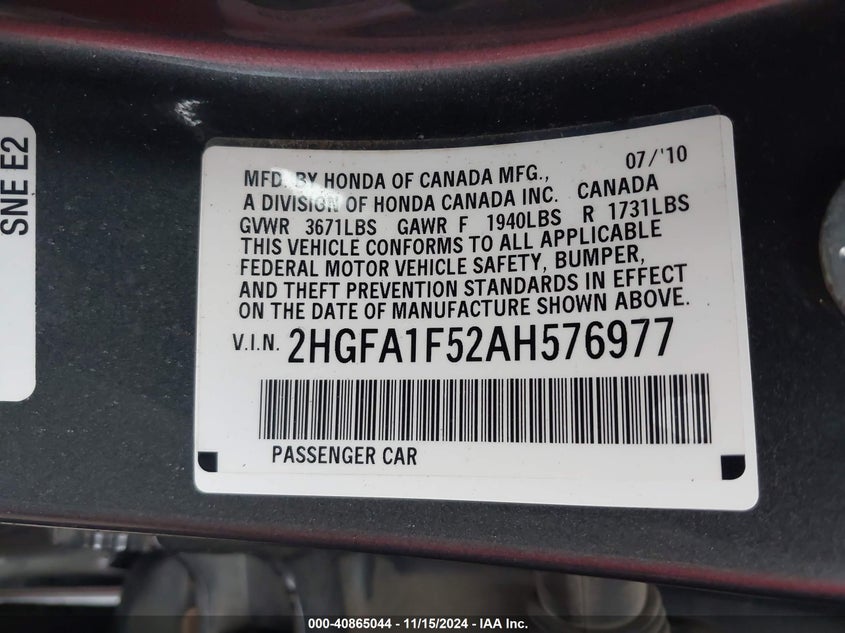 SNE E2
07/'10
MFD. BY HONDA OF CANADA MFG.,
A DIVISION OF HONDA CANADA INC. CANADA
GVWR 3671LBS GAWR F 1940LBS R 1731LBS
THIS VEHICLE CONFORMS TO ALL APPLICABLE
FEDERAL MOTOR VEHICLE SAFETY, BUMPER,
AND THEFT PREVENTION STANDARDS IN EFFECT
ON THE DATE OF MANUFACTURE SHOWN ABOVE.
V.I.N. 2HGFA1F52AH576977
PASSENGER CAR
000-40865044 - 11/15/2024 - IAA Inc.